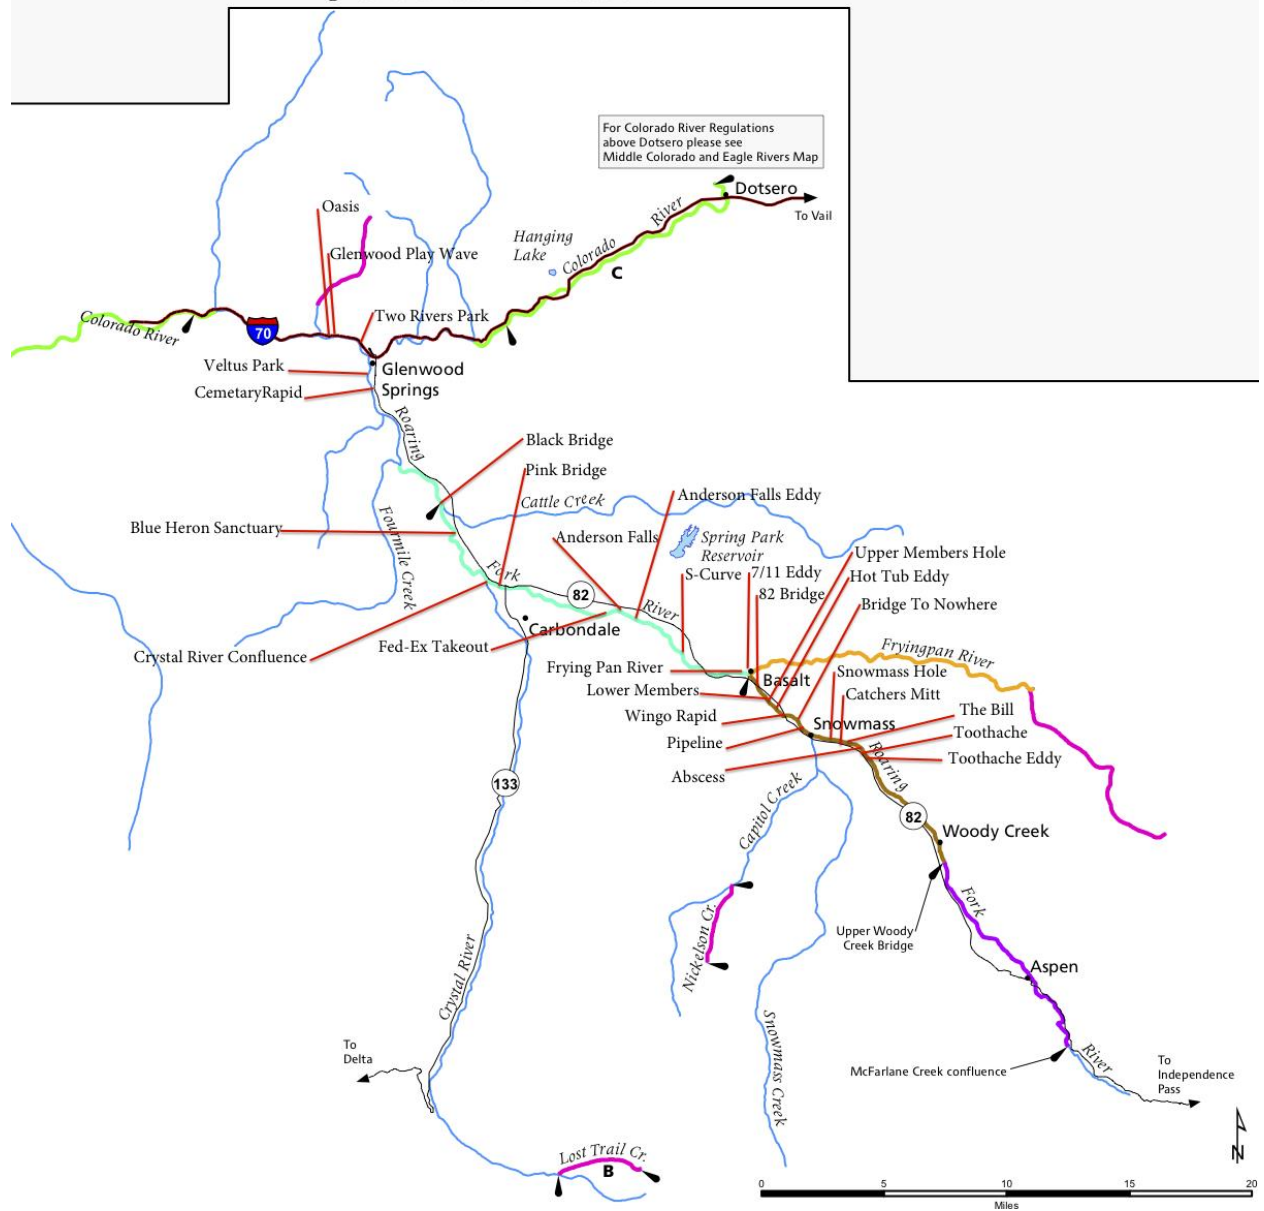 For Colorado River Regulations
above Dotsero please see
Middle Colorado and Eagle Rivers Map
Dotsero
To Vail
River
Colorado
C
Hanging
Lake
Oasis
Glenwood Play Wave
Two Rivers Park
Colorado River
70
Veltus Park
CemetaryRapid
Glenwood
Springs
Roaring
Black Bridge
Pink Bridge
Cattle Creek
Anderson Falls Eddy
Blue Heron Sanctuary
Fourmile Creek
Anderson Falls
Spring Park
Reservoir
Upper Members Hole
S-Curve
7/11 Eddy
Hot Tub Eddy
82 Bridge
Fork
82
River
Bridge To Nowhere
Carbondale
Fed-Ex Takeout
Crystal River Confluence
Fryingpan River
Frying Pan River
Basalt
Snowmass Hole
Lower Members
Catchers Mitt
Wingo Rapid
Snowmass
The Bill
Pipeline
Toothache
Abscess
Roaring
Toothache Eddy
133
Capitol Creek
82
Woody Creek
Nickelson Cr.
Fork
Upper Woody
Creek Bridge
Aspen
Crystal River
Snowmass Creek
To
Delta
McFarlane Creek confluence
River
To
Independence
Pass
Lost Trail Cr.
B
N
0 5 10 15 20
Miles